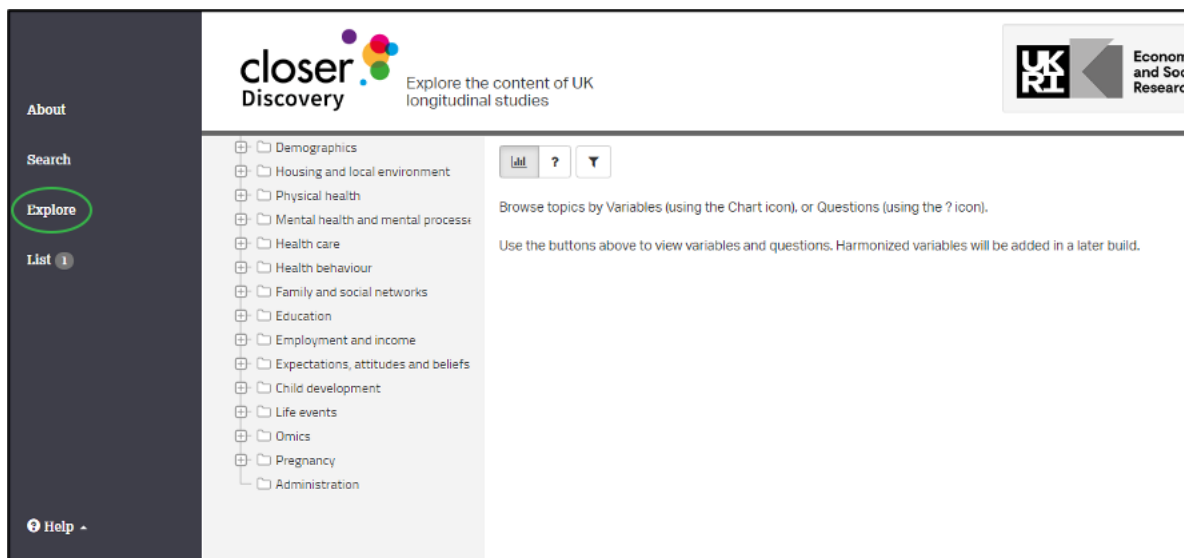 About
Search
Explore
List 1
Help
closer
Discovery
Explore the content of UK
longitudinal studies
UK
RI
Econom
and Soc
Researc
Demographics
Housing and local environment
Physical health
Mental health and mental processe
Health care
Health behaviour
Family and social networks
Education
Employment and income
Expectations, attitudes and beliefs
Child development
Life events
Omics
Pregnancy
Administration
?
Browse topics by Variables (using the Chart icon), or Questions (using the ? icon).
Use the buttons above to view variables and questions. Harmonized variables will be added in a later build.